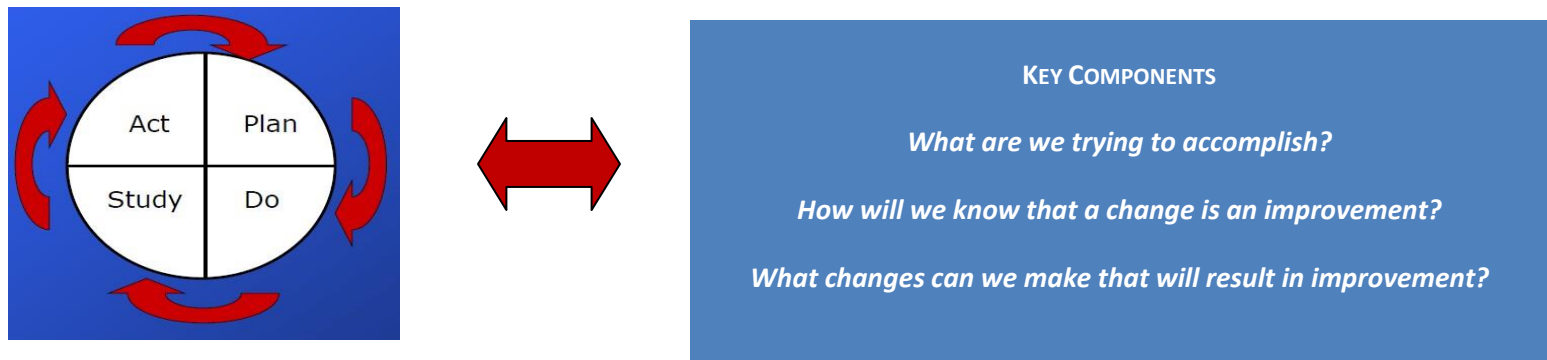 Act
Plan
Study
Do
KEY COMPONENTS
What are we trying to accomplish?
How will we know that a change is an improvement?
What changes can we make that will result in improvement?